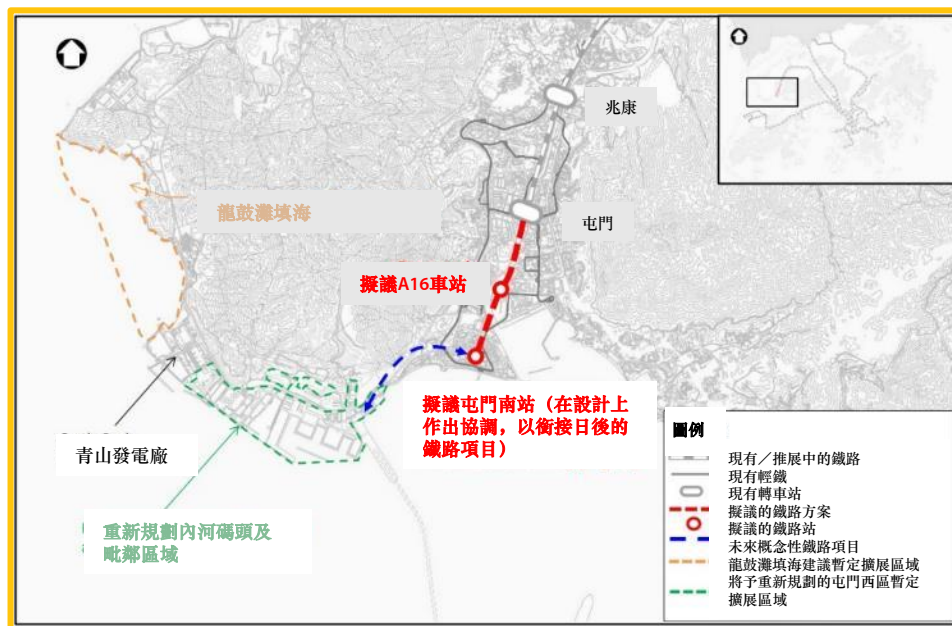 兆康
龍鼓灘填海
屯門
擬議A16車站
擬議屯門南站（在設計上
作出協調，以銜接日後的
鐵路項目）
青山發電廠
重新規劃內河碼頭及
毗鄰區域
圖例
現有／推展中的鐵路
現有輕鐵
現有轉車站
擬議的鐵路方案
擬議的鐵路站
未來概念性鐵路項目
龍鼓灘填海建議暫定擴展區域
將予重新規劃的屯門西區暫定
擴展區域